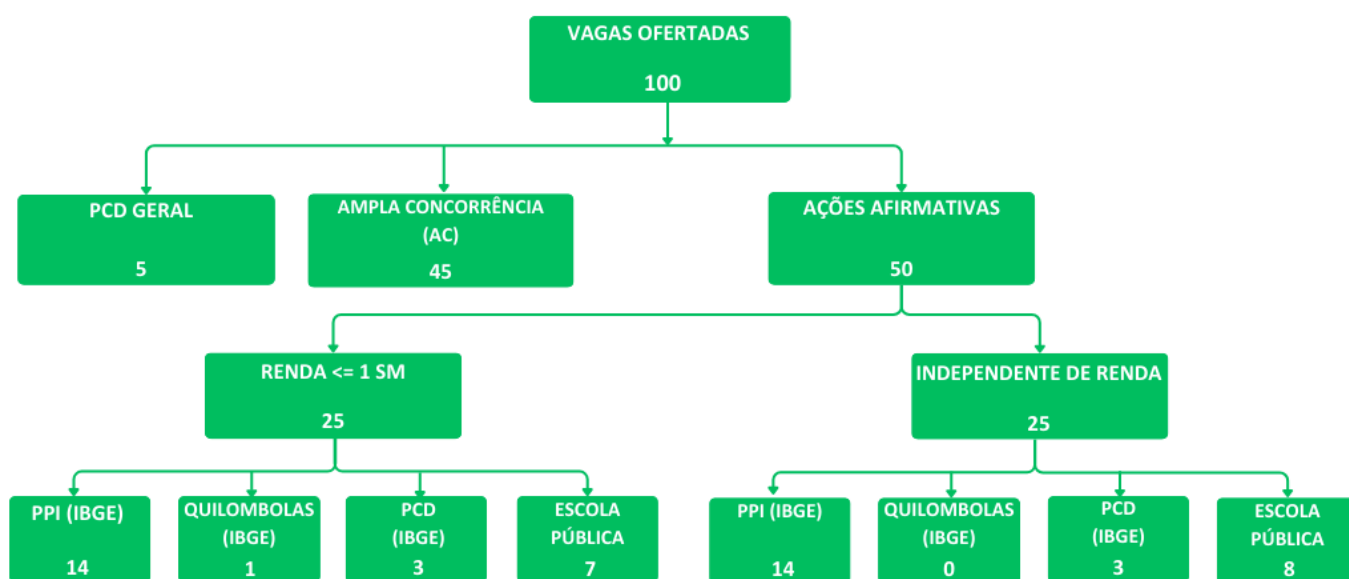 VAGAS OFERTADAS
100
PCD GERAL
5
AMPLA CONCORRÊNCIA
(AC)
45
AÇÕES AFIRMATIVAS
50
RENDA <= 1 SM
25
INDEPENDENTE DE RENDA
25
PPI (IBGE)
14
QUILOMBOLAS
(IBGE)
1
PCD
(IBGE)
3
ESCOLA
PÚBLICA
7
PPI (IBGE)
14
QUILOMBOLAS
(IBGE)
0
PCD
(IBGE)
3
ESCOLA
PÚBLICA
8